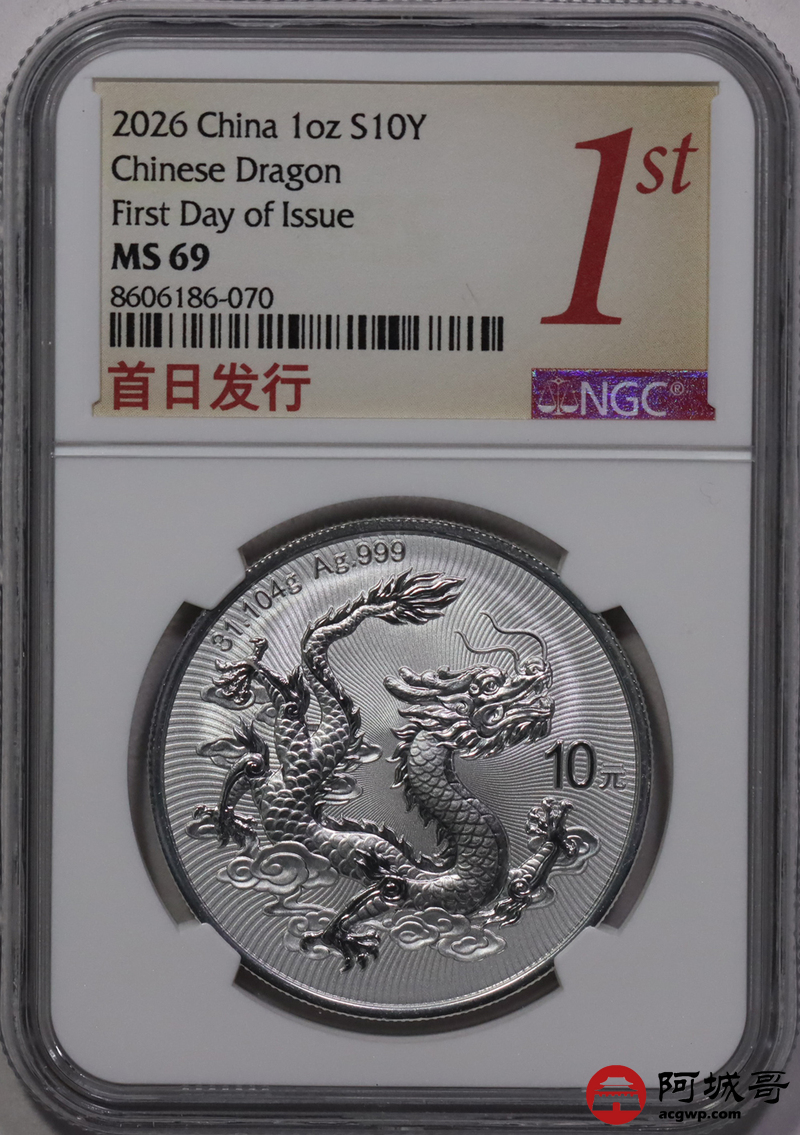 2026 China 1oz S10Y
Chinese Dragon
First Day of Issue
MS 69
8606186-070
首日发行
1st
NGC®
31.104g Ag.999
10元
阿城哥
acgwp.com